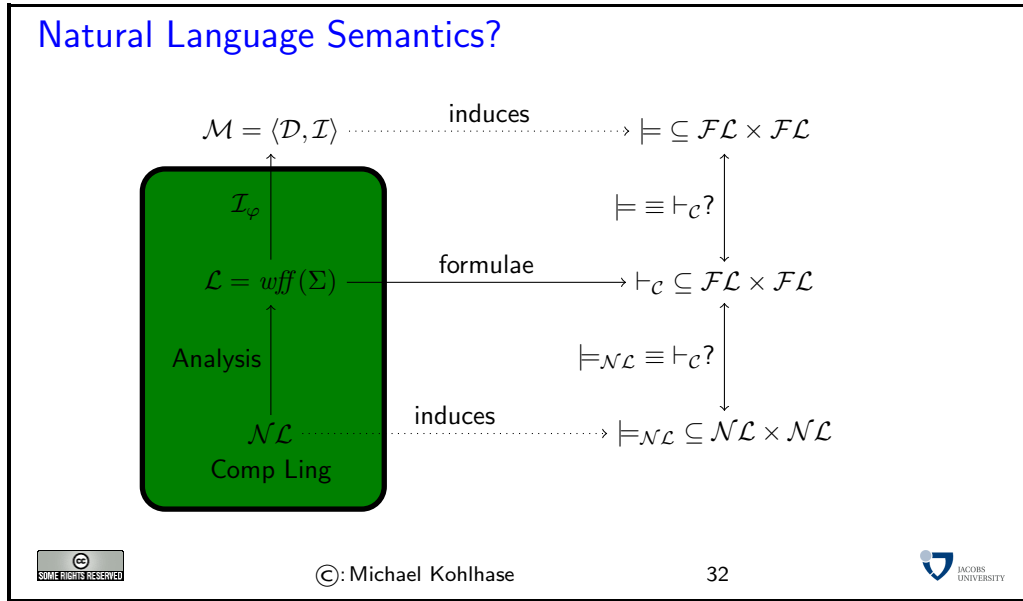 Natural Language Semantics?
ℳ = ⟨𝒟, ℐ⟩ induces ⊨ ⊆ ℱℒ × ℱℒ
ℐ_φ ⊨ ≡ ⊢_𝒞?
ℒ = wff(Σ) formulae ⊢_𝒞 ⊆ ℱℒ × ℱℒ
Analysis ⊨_𝒩ℒ ≡ ⊢_𝒞?
𝒩ℒ induces ⊨_𝒩ℒ ⊆ 𝒩ℒ × 𝒩ℒ
Comp Ling
cc
SOME RIGHTS RESERVED
©: Michael Kohlhase 32
JACOBS
UNIVERSITY